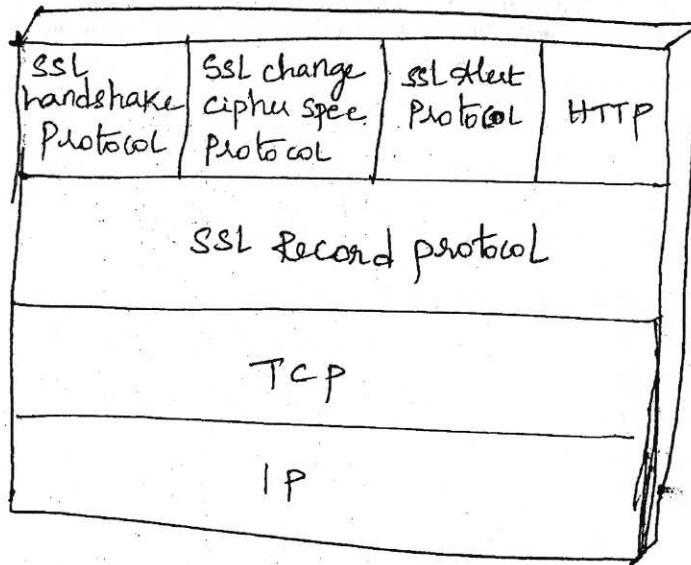 SSL
handshake
Protocol
SSL change
cipher spec.
Protocol
SSL Alert
Protocol
HTTP
SSL Record protocol
TCP
IP